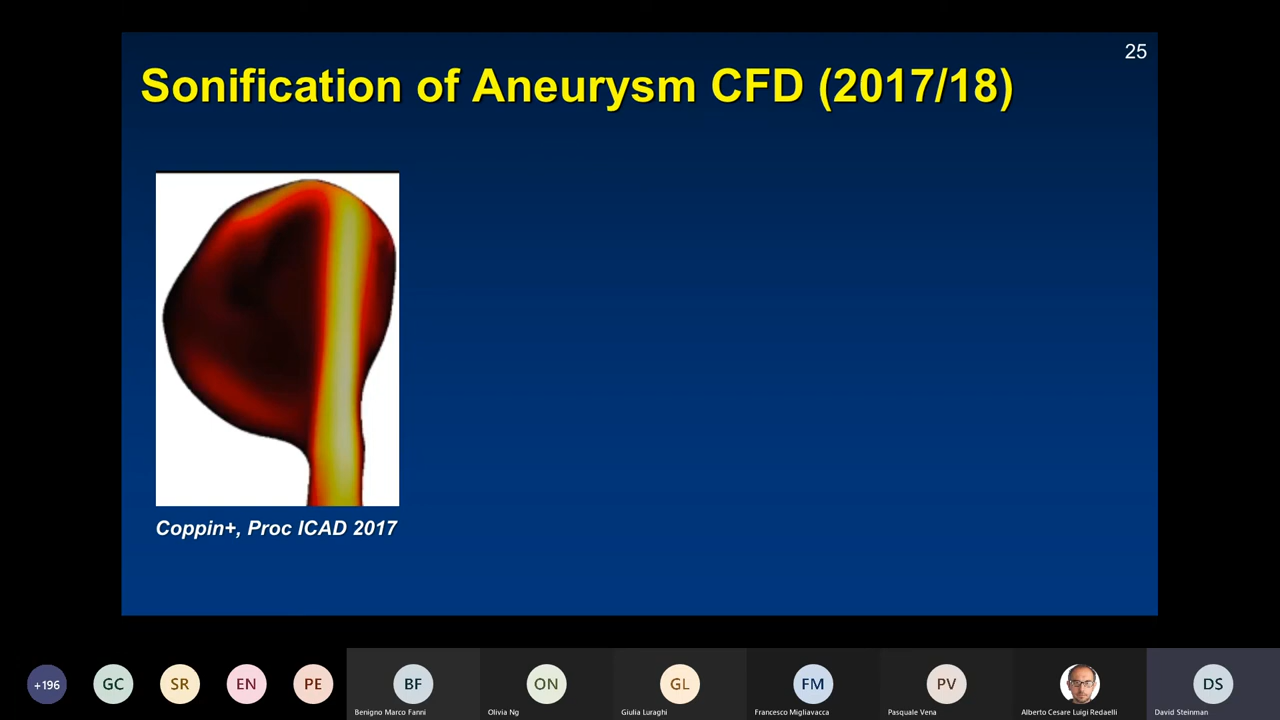 25
Sonification of Aneurysm CFD (2017/18)
Coppin+, Proc ICAD 2017
+196
GC
SR
EN
PE
BF
ON
GL
FM
PV
DS
Benigno Marco Fanni
Olivia Ng
Giulia Luraghi
Francesco Migliavacca
Pasquale Vena
Alberto Cesare Luigi Redaelli
David Steinman